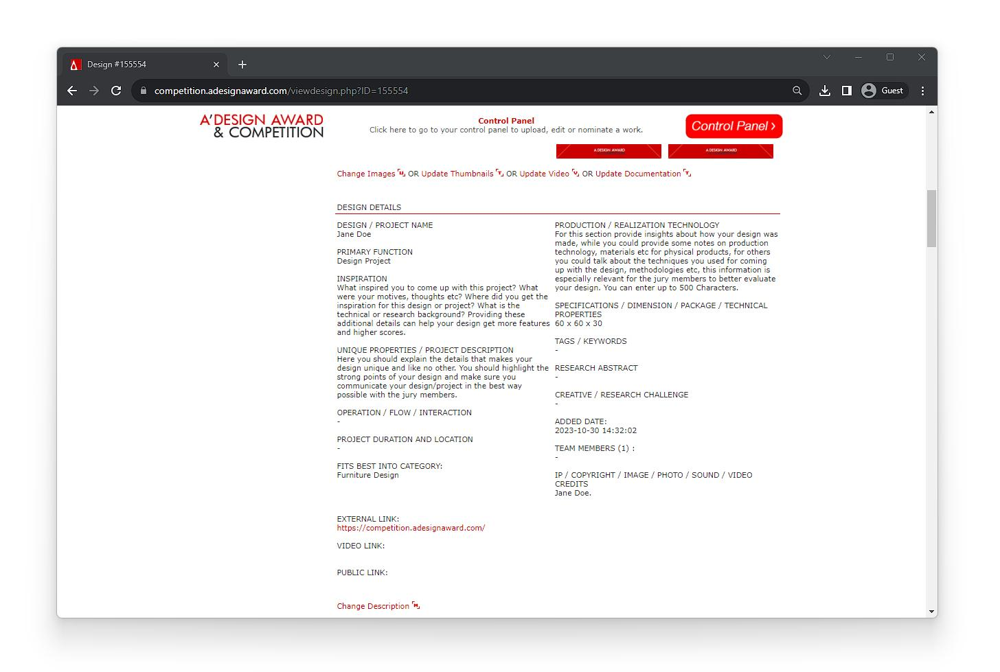 Design #155554
competition.adesignaward.com/viewdesign.php?ID=155554
Guest
A'DESIGN AWARD
& COMPETITION
Control Panel
Click here to go to your control panel to upload, edit or nominate a work.
Control Panel ›
A DESIGN AWARD
A DESIGN AWARD
Change Images OR Update Thumbnails OR Update Video OR Update Documentation
DESIGN DETAILS
DESIGN / PROJECT NAME
Jane Doe
PRIMARY FUNCTION
Design Project
INSPIRATION
What inspired you to come up with this project? What
were your motives, thoughts etc? Where did you get the
inspiration for this design or project? What is the
technical or research background? Providing these
additional details can help your design get more features
and higher scores.
UNIQUE PROPERTIES / PROJECT DESCRIPTION
Here you should explain the details that makes your
design unique and like no other. You should highlight the
strong points of your design and make sure you
communicate your design/project in the best way
possible with the jury members.
OPERATION / FLOW / INTERACTION
-
PROJECT DURATION AND LOCATION
-
FITS BEST INTO CATEGORY:
Furniture Design
PRODUCTION / REALIZATION TECHNOLOGY
For this section provide insights about how your design was
made, while you could provide some notes on production
technology, materials etc for physical products, for others
you could talk about the techniques you used for coming
up with the design, methodologies etc, this information is
especially relevant for the jury members to better evaluate
your design. You can enter up to 500 Characters.
SPECIFICATIONS / DIMENSION / PACKAGE / TECHNICAL
PROPERTIES
60 x 60 x 30
TAGS / KEYWORDS
-
RESEARCH ABSTRACT
-
CREATIVE / RESEARCH CHALLENGE
-
ADDED DATE:
2023-10-30 14:32:02
TEAM MEMBERS (1) :
-
IP / COPYRIGHT / IMAGE / PHOTO / SOUND / VIDEO
CREDITS
Jane Doe.
EXTERNAL LINK:
https://competition.adesignaward.com/
VIDEO LINK:
PUBLIC LINK:
Change Description